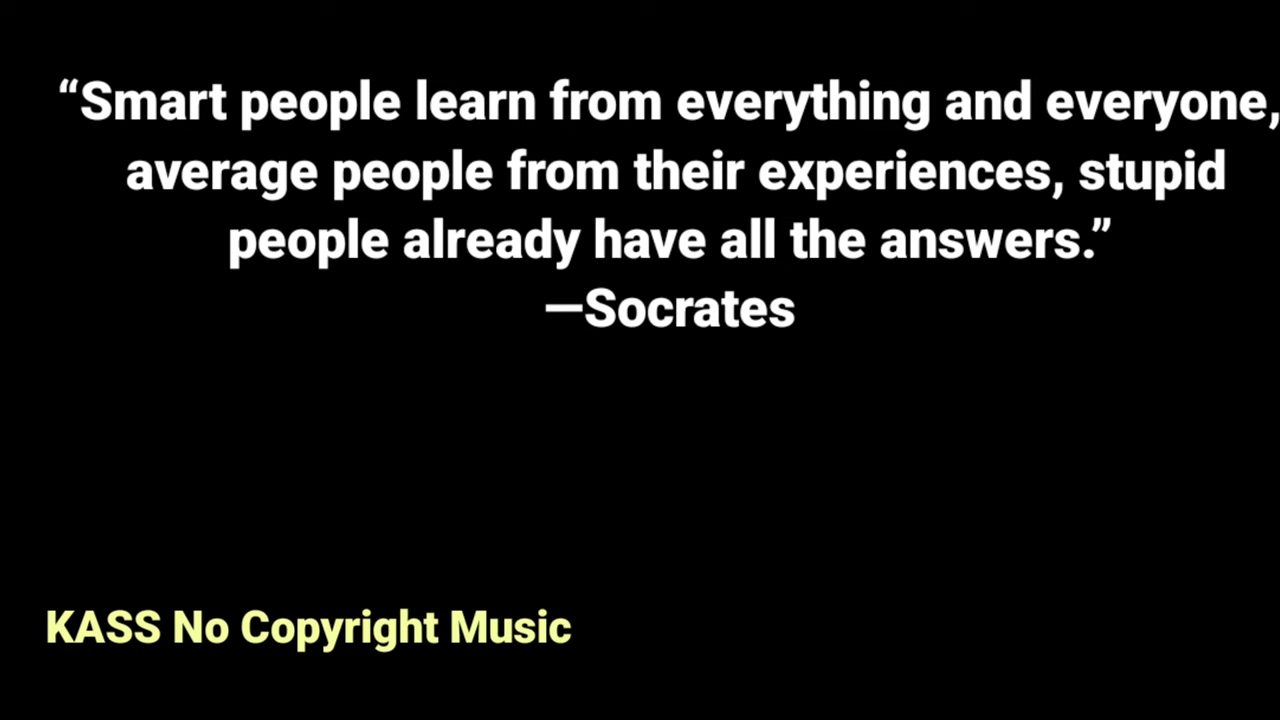 “Smart people learn from everything and everyone,
average people from their experiences, stupid
people already have all the answers.”
—Socrates
KASS No Copyright Music